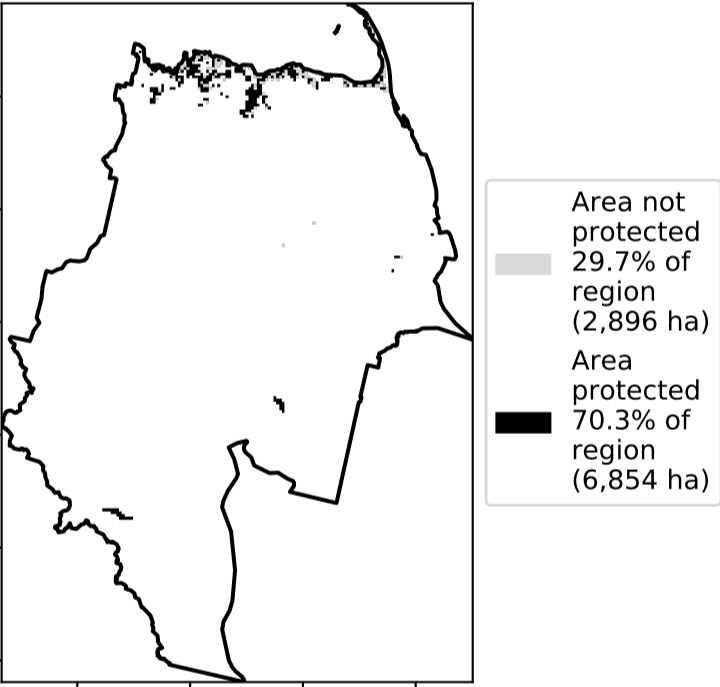 Area not
protected
29.7% of
region
(2,896 ha)
Area
protected
70.3% of
region
(6,854 ha)